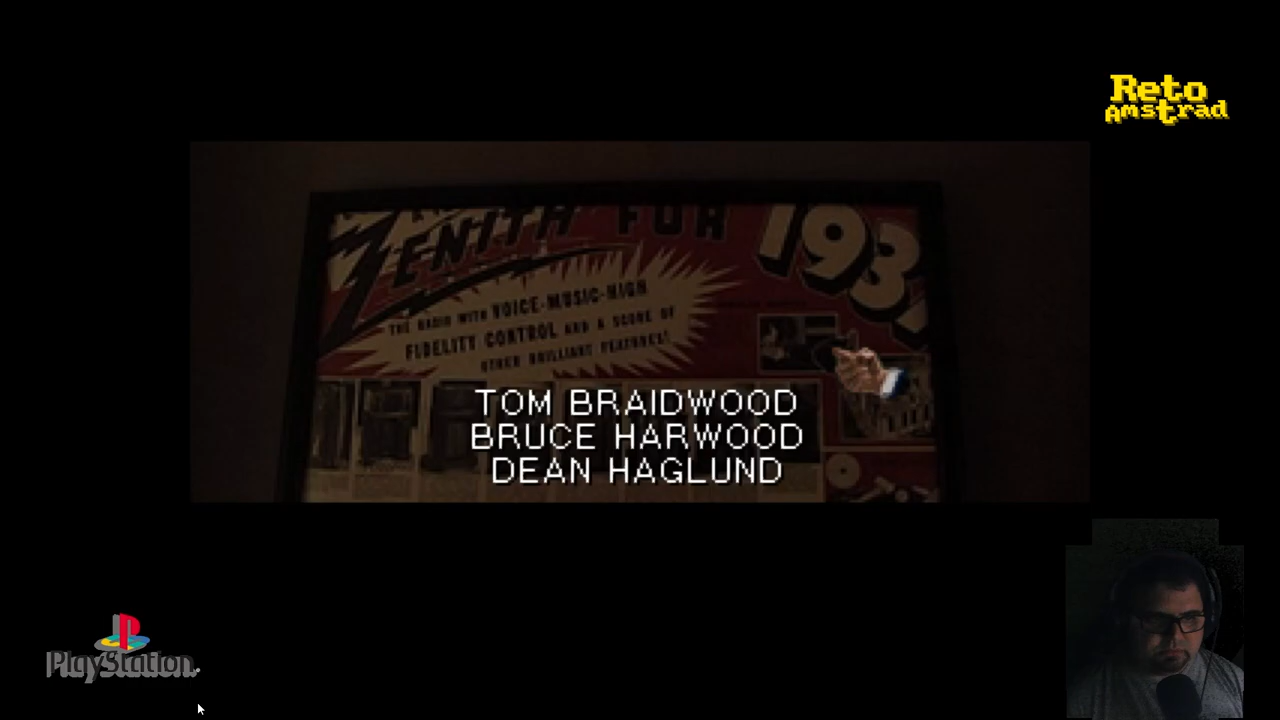 Reto
Amstrad
ZENITH FOR 1937
THE RADIO WITH VOICE-MUSIC-HIGH
FIDELITY CONTROL AND A SCORE OF
OTHER BRILLIANT FEATURES!
TOM BRAIDWOOD
BRUCE HARWOOD
DEAN HAGLUND
PlayStation